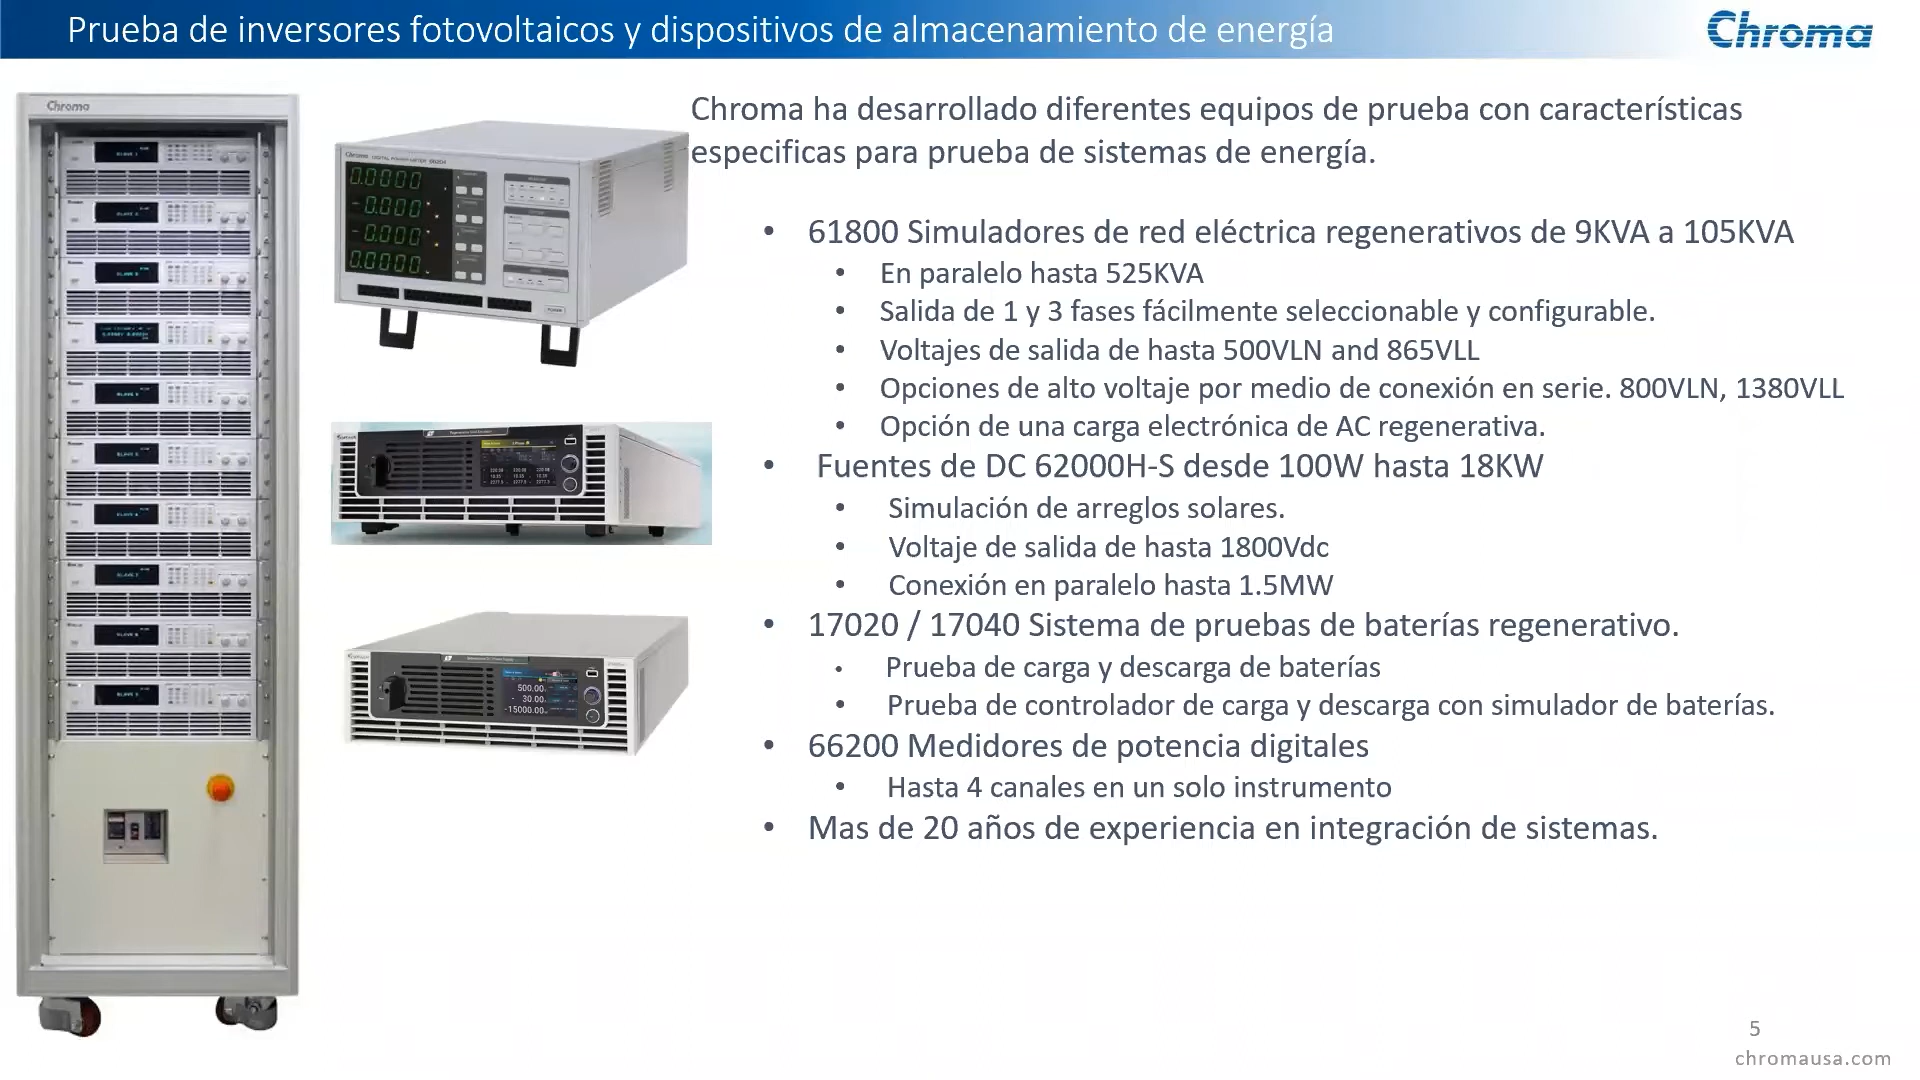 Prueba de inversores fotovoltaicos y dispositivos de almacenamiento de energía
Chroma
Chroma ha desarrollado diferentes equipos de prueba con características
especificas para prueba de sistemas de energía.
• 61800 Simuladores de red eléctrica regenerativos de 9KVA a 105KVA
• En paralelo hasta 525KVA
• Salida de 1 y 3 fases fácilmente seleccionable y configurable.
• Voltajes de salida de hasta 500VLN and 865VLL
• Opciones de alto voltaje por medio de conexión en serie. 800VLN, 1380VLL
• Opción de una carga electrónica de AC regenerativa.
• Fuentes de DC 62000H-S desde 100W hasta 18KW
• Simulación de arreglos solares.
• Voltaje de salida de hasta 1800Vdc
• Conexión en paralelo hasta 1.5MW
• 17020 / 17040 Sistema de pruebas de baterías regenerativo.
• Prueba de carga y descarga de baterías
• Prueba de controlador de carga y descarga con simulador de baterías.
• 66200 Medidores de potencia digitales
• Hasta 4 canales en un solo instrumento
• Mas de 20 años de experiencia en integración de sistemas.
Chroma
Chroma DIGITAL POWER METER
0.0000
0.000
0.000
0.0000
500.00
30.00
-15000.00
5
chromausa.com